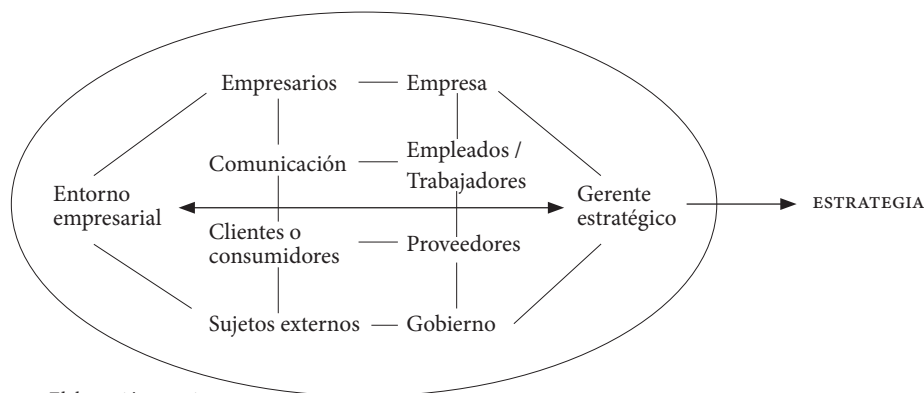 Empresarios
Empresa
Comunicación
Empleados /
Trabajadores
Entorno
empresarial
Gerente
estratégico
ESTRATEGIA
Clientes o
consumidores
Proveedores
Sujetos externos
Gobierno